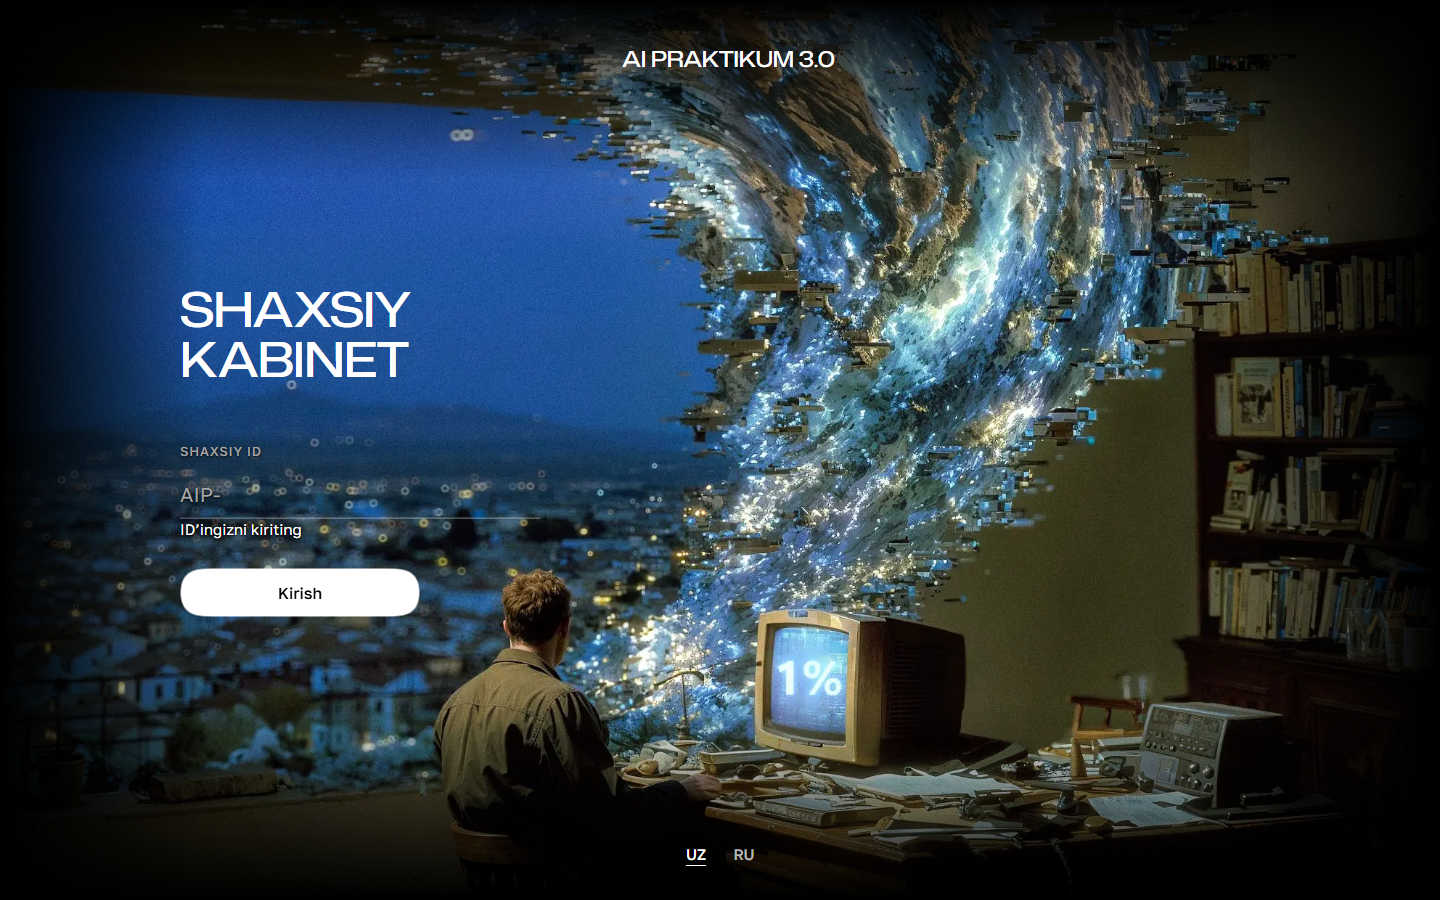 AI PRAKTIKUM 3.0
SHAXSIY
KABINET
SHAXSIY ID
AIP-
ID’ingizni kiriting
Kirish
1%
UZ RU